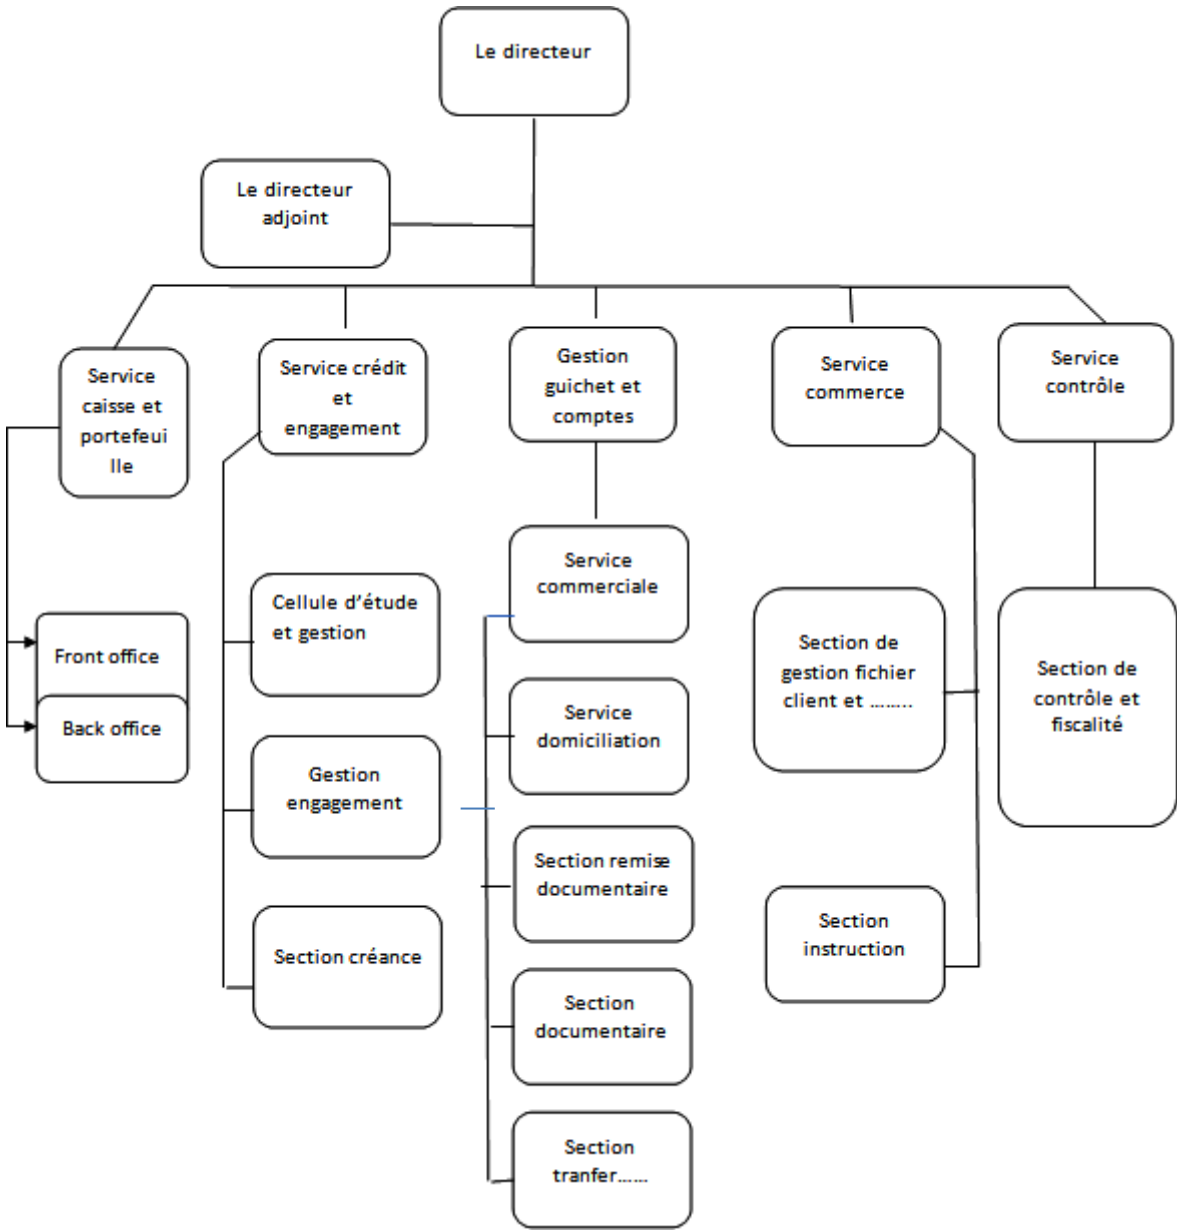 Le directeur
Le directeur
adjoint
Service
caisse et
portefeui
lle
Service crédit
et
engagement
Gestion
guichet et
comptes
Service
commerce
Service
contrôle
Front office
Back office
Cellule d’étude
et gestion
Gestion
engagement
Section créance
Service
commerciale
Service
domiciliation
Section remise
documentaire
Section
documentaire
Section
tranfer……
Section de
gestion fichier
client et ……..
Section
instruction
Section de
contrôle et
fiscalité